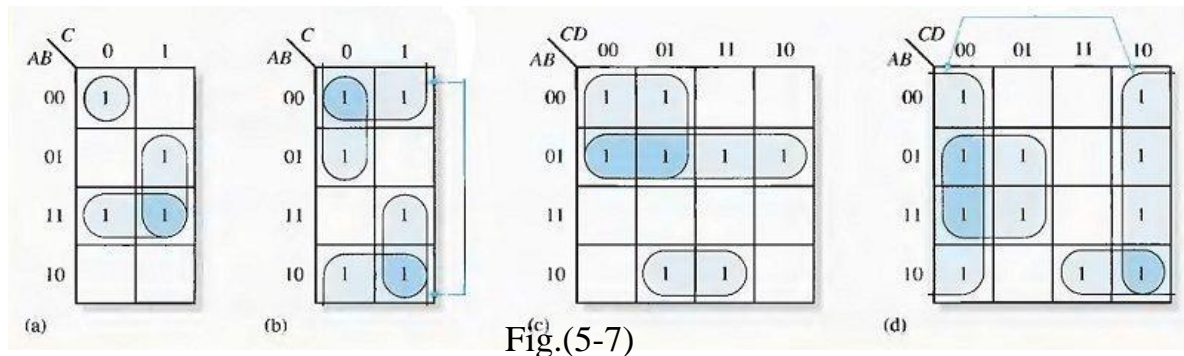 C
AB 0 1
00 1
01 1
11 1 1
10
(a)
C
AB 0 1
00 1 1
01 1
11 1
10 1 1
(b)
CD
AB 00 01 11 10
00 1 1
01 1 1 1 1
11
10 1 1
(c)
CD
AB 00 01 11 10
00 1 1
01 1 1 1
11 1 1 1
10 1 1 1
(d)
Fig.(5-7)